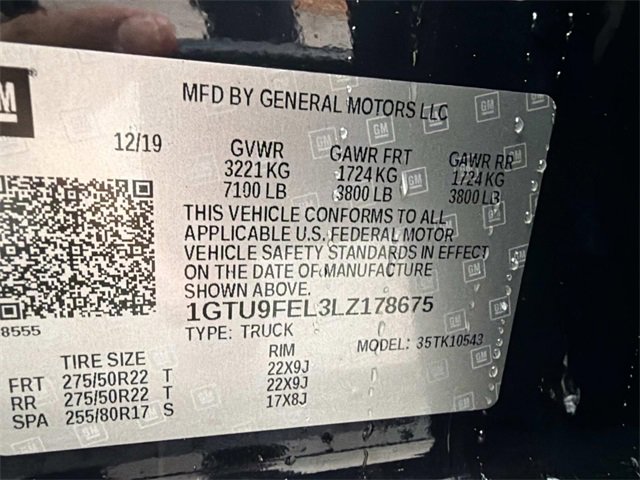 MFD BY GENERAL MOTORS LLC
12/19
GVWR GAWR FRT GAWR RR
3221 KG 1724 KG 1724 KG
7100 LB 3800 LB 3800 LB
THIS VEHICLE CONFORMS TO ALL
APPLICABLE U.S. FEDERAL MOTOR
VEHICLE SAFETY STANDARDS IN EFFECT
ON THE DATE OF MANUFACTURE
SHOWN ABOVE.
1GTU9FEL3LZ178675
8555
TYPE: TRUCK
MODEL: 35TK10543
TIRE SIZE RIM
FRT 275/50R22 T 22X9J
RR 275/50R22 T 22X9J
SPA 255/80R17 S 17X8J